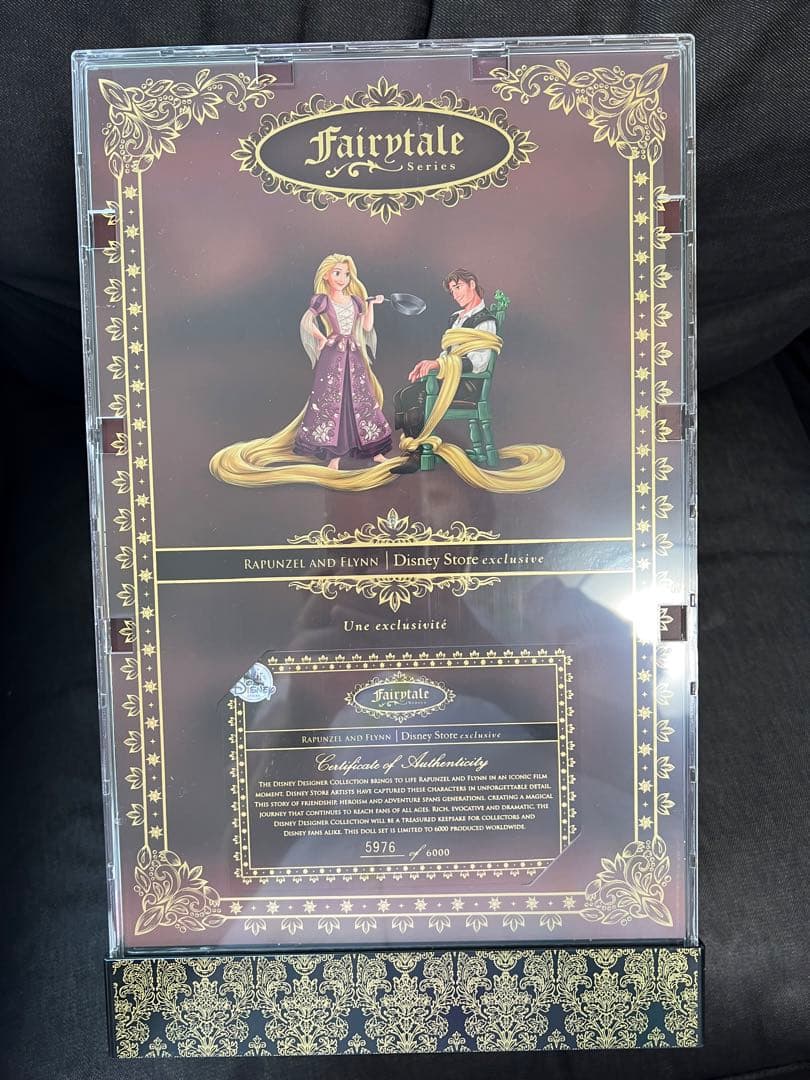 Fairytale
Series
RAPUNZEL AND FLYNN | Disney Store exclusive
Une exclusivité
Disney
Fairytale
Series
RAPUNZEL AND FLYNN | Disney Store exclusive
Certificate of Authenticity
THE DISNEY DESIGNER COLLECTION BRINGS TO LIFE RAPUNZEL AND FLYNN IN AN ICONIC FILM
MOMENT. DISNEY STORE ARTISTS HAVE CAPTURED THESE CHARACTERS IN UNFORGETTABLE DETAIL.
THIS STORY OF FRIENDSHIP, HEROISM AND ADVENTURE SPANS GENERATIONS, CREATING A MAGICAL
JOURNEY THAT CONTINUES TO REACH FANS OF ALL AGES. RICH, EVOCATIVE AND DRAMATIC, THE
DISNEY DESIGNER COLLECTION WILL BE A TREASURED KEEPSAKE FOR COLLECTORS AND
DISNEY FANS ALIKE. THIS DOLL SET IS LIMITED TO 6000 PRODUCED WORLDWIDE.
5976 of 6000